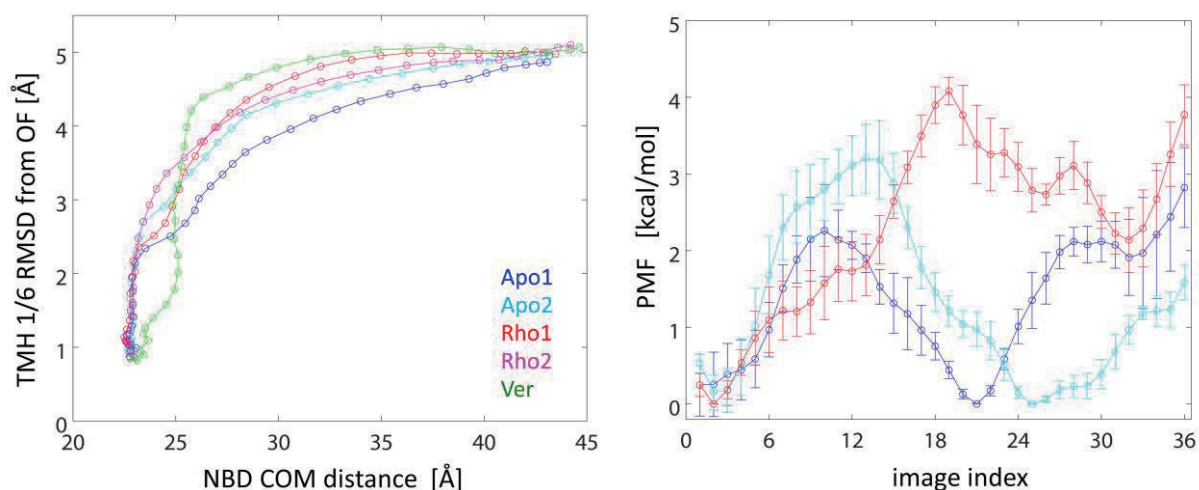 TMH 1/6 RMSD from OF [Å]
5
4
3
2
1
0
Apo1
Apo2
Rho1
Rho2
Ver
20 25 30 35 40 45
NBD COM distance [Å]
PMF [kcal/mol]
5
4
3
2
1
0
0 6 12 18 24 30 36
image index